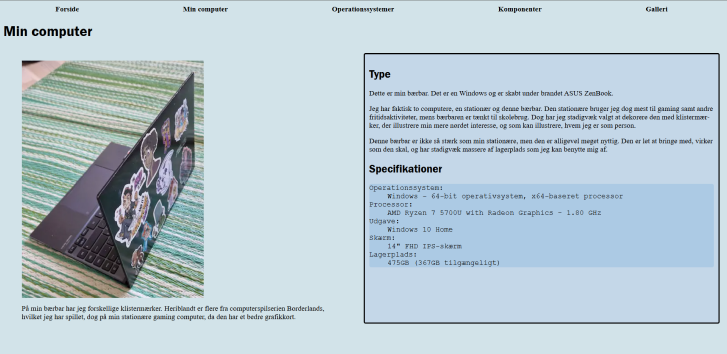 Forside Min computer Operationssystemer Komponenter Galleri
Min computer
På min bærbar har jeg forskellige klistermærker. Heriblandt er flere fra computerspilserien Borderlands,
hvilket jeg har spillet, dog på min stationære gaming computer, da den har et bedre grafikkort.
Type
Dette er min bærbar. Det er en Windows og er skabt under brandet ASUS ZenBook.
Jeg har faktisk to computere, en stationær og denne bærbar. Den stationære bruger jeg dog mest til gaming samt andre
fritidsaktiviteter, mens bærbaren er tænkt til skolebrug. Dog har jeg stadigvæk valgt at dekorere den med klistermær-
ker, der illustrere min mere nørdet interesse, og som kan illustrere, hvem jeg er som person.
Denne bærbar er ikke så stærk som min stationære, men den er alligevel meget nyttig. Den er let at bringe med, virker
som den skal, og har stadigvæk massere af lagerplads som jeg kan benytte mig af.
Specifikationer
Operationssystem:
Windows - 64-bit operativsystem, x64-baseret processor
Processor:
AMD Ryzen 7 5700U with Radeon Graphics - 1.80 GHz
Udgave:
Windows 10 Home
Skærm:
14" FHD IPS-skærm
Lagerplads:
475GB (367GB tilgængeligt)